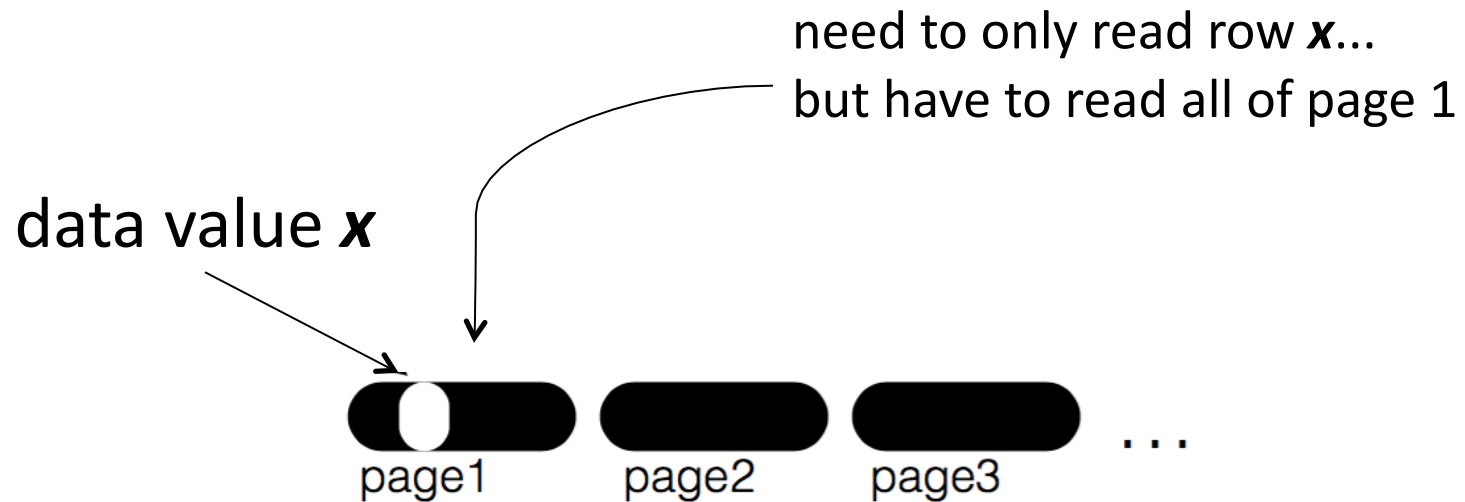 need to only read row x...
but have to read all of page 1
data value x
page1 page2 page3 ...